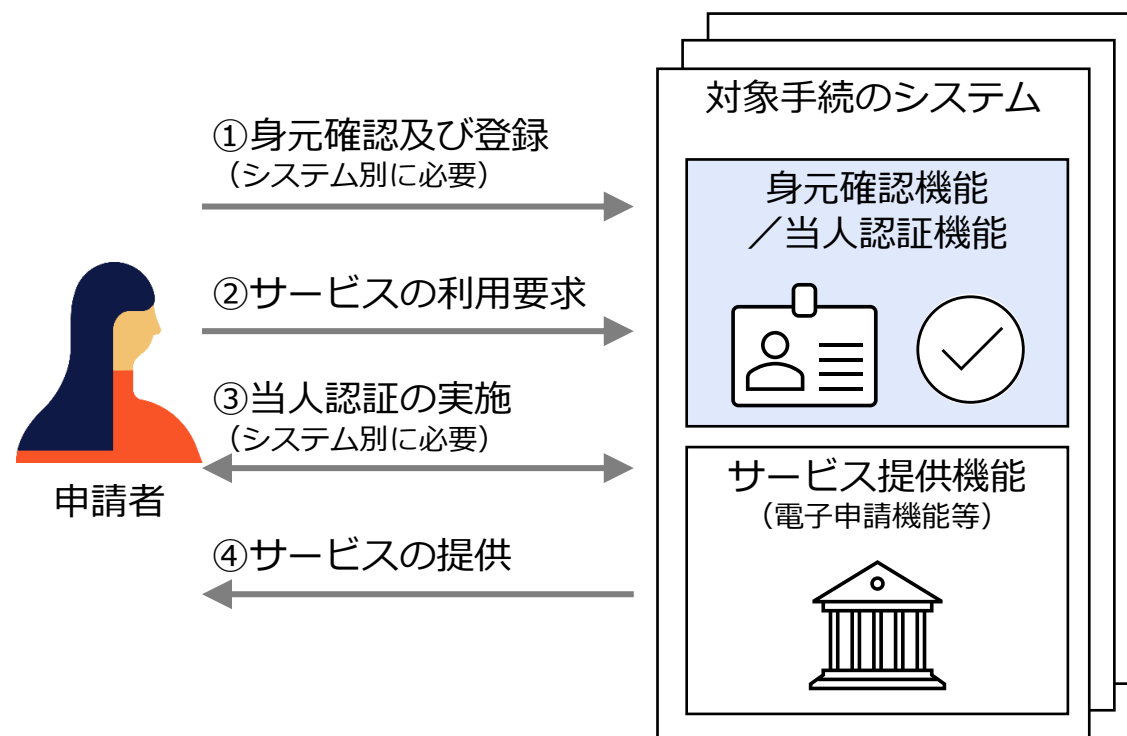 対象手続のシステム
①身元確認及び登録
（システム別に必要）
身元確認機能
／当人認証機能
②サービスの利用要求
③当人認証の実施
（システム別に必要）
申請者
サービス提供機能
（電子申請機能等）
④サービスの提供